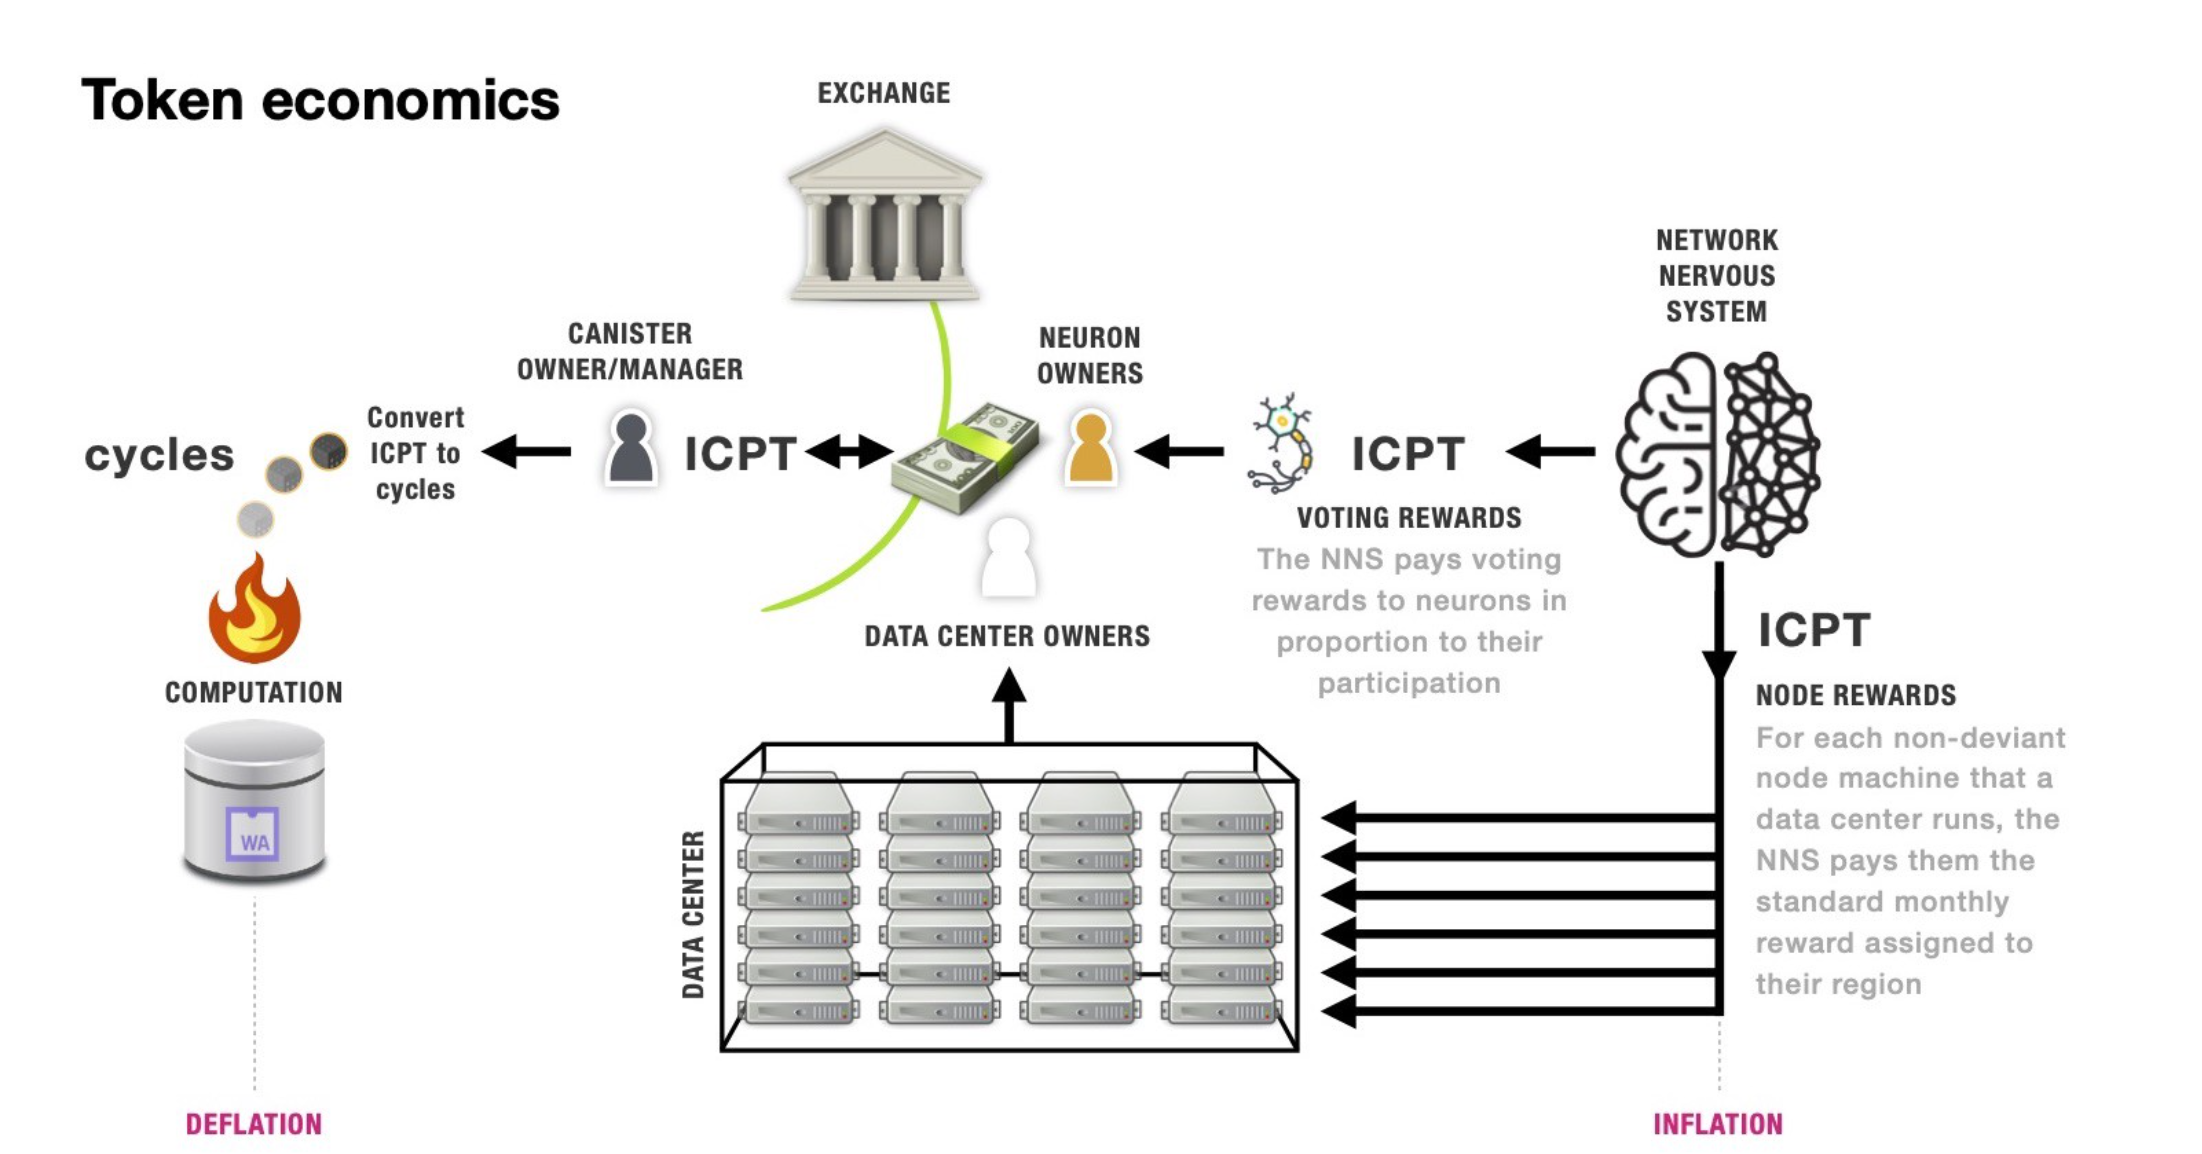 Token economics
EXCHANGE
NETWORK
NERVOUS
SYSTEM
CANISTER
OWNER/MANAGER
NEURON
OWNERS
cycles
Convert
ICPT to
cycles
ICPT
ICPT
VOTING REWARDS
The NNS pays voting
rewards to neurons in
proportion to their
participation
DATA CENTER OWNERS
ICPT
NODE REWARDS
For each non-deviant
node machine that a
data center runs, the
NNS pays them the
standard monthly
reward assigned to
their region
COMPUTATION
WA
DATA CENTER
DEFLATION
INFLATION